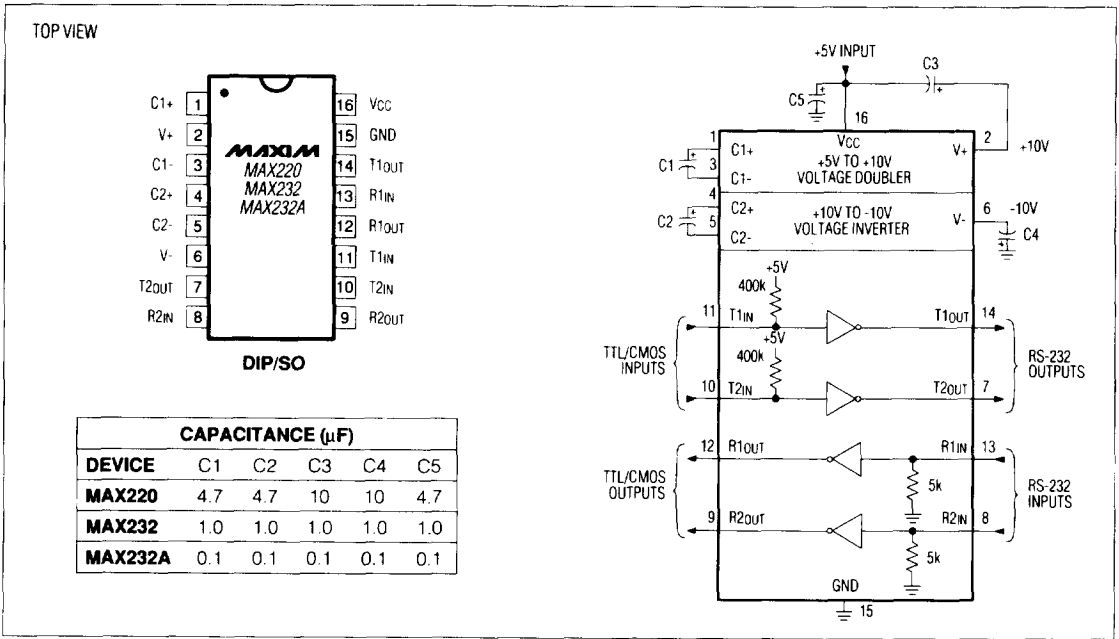 TOP VIEW
C1+ 1
V+ 2
C1- 3
C2+ 4
C2- 5
V- 6
T2OUT 7
R2IN 8
MAXIM
MAX220
MAX232
MAX232A
16 VCC
15 GND
14 T1OUT
13 R1IN
12 R1OUT
11 T1IN
10 T2IN
9 R2OUT
DIP/SO
CAPACITANCE (µF)
DEVICE C1 C2 C3 C4 C5
MAX220 4.7 4.7 10 10 4.7
MAX232 1.0 1.0 1.0 1.0 1.0
MAX232A 0.1 0.1 0.1 0.1 0.1
+5V INPUT
C3
+
C5
+
16
1
VCC
2
C1
+
C1+
+5V TO +10V
V+
+10V
3
C1-
VOLTAGE DOUBLER
4
C2
+
C2+
+10V TO -10V
6
-10V
5
C2-
VOLTAGE INVERTER
V-
+
C4
+5V
400k
11 T1IN
T1OUT 14
+5V
TTL/CMOS
INPUTS
400k
RS-232
OUTPUTS
10 T2IN
T2OUT 7
12 R1OUT
R1IN 13
TTL/CMOS
OUTPUTS
5k
RS-232
INPUTS
9 R2OUT
R2IN 8
5k
GND
15